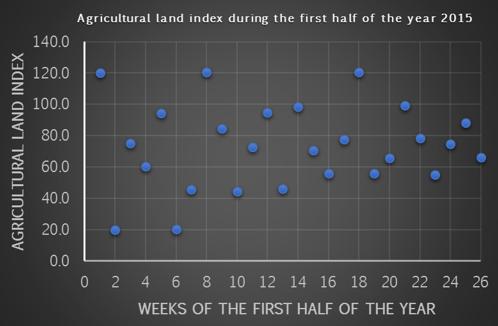 Agricultural land index during the first half of the year 2015
140.0
120.0
100.0
80.0
60.0
40.0
20.0
0.0
AGRICULTURAL LAND INDEX
0 2 4 6 8 10 12 14 16 18 20 22 24 26
WEEKS OF THE FIRST HALF OF THE YEAR